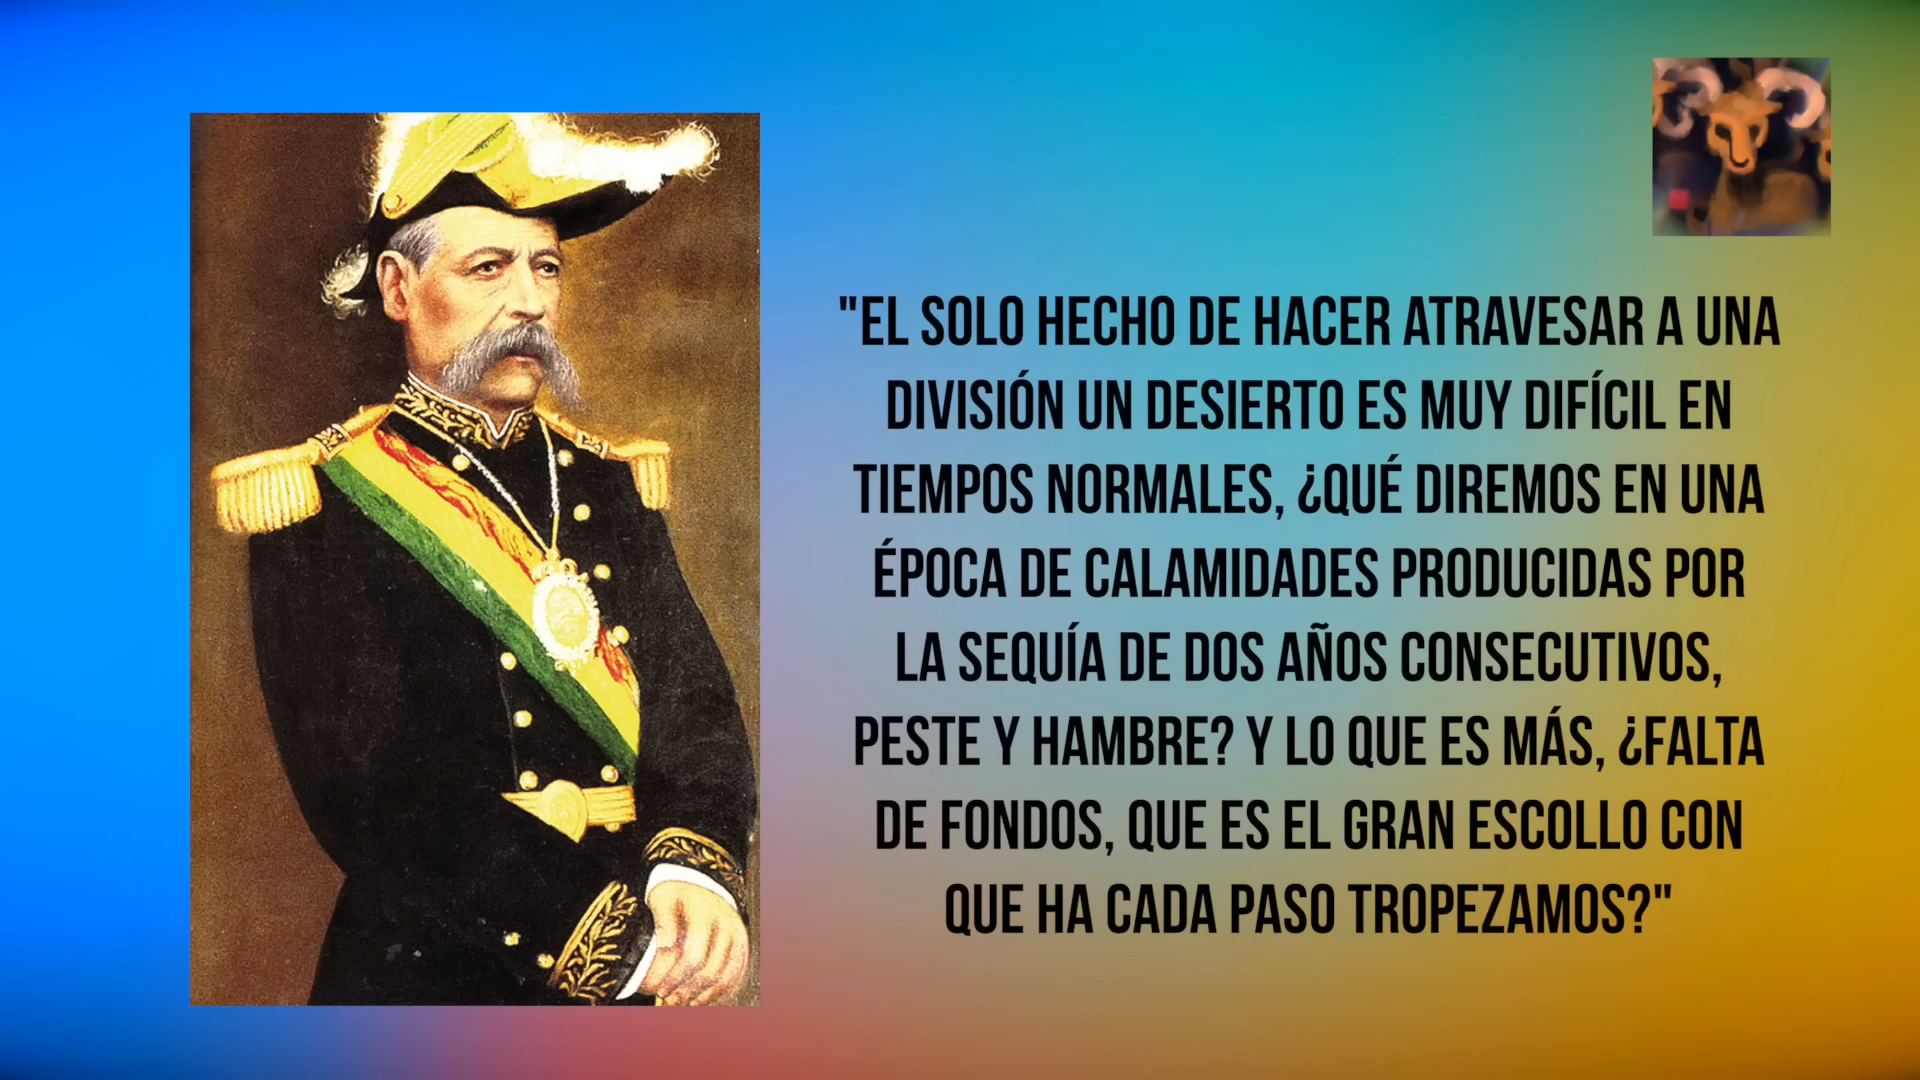 "EL SOLO HECHO DE HACER ATRAVESAR A UNA
DIVISIÓN UN DESIERTO ES MUY DIFÍCIL EN
TIEMPOS NORMALES, ¿QUÉ DIREMOS EN UNA
ÉPOCA DE CALAMIDADES PRODUCIDAS POR
LA SEQUÍA DE DOS AÑOS CONSECUTIVOS,
PESTE Y HAMBRE? Y LO QUE ES MÁS, ¿FALTA
DE FONDOS, QUE ES EL GRAN ESCOLLO CON
QUE HA CADA PASO TROPEZAMOS?"